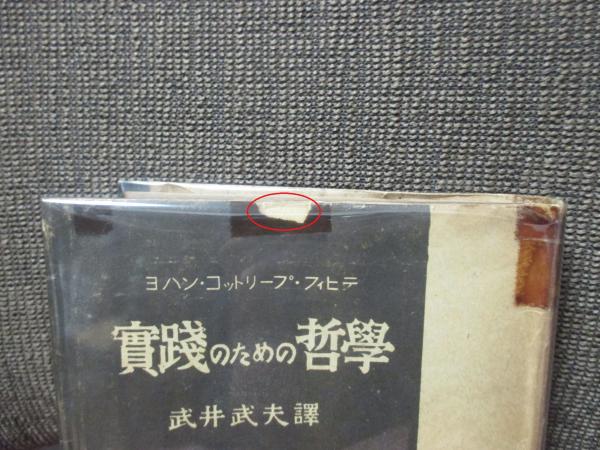 ヨハン・コットリープ・フィヒテ
實踐のための哲學
武井武夫譯